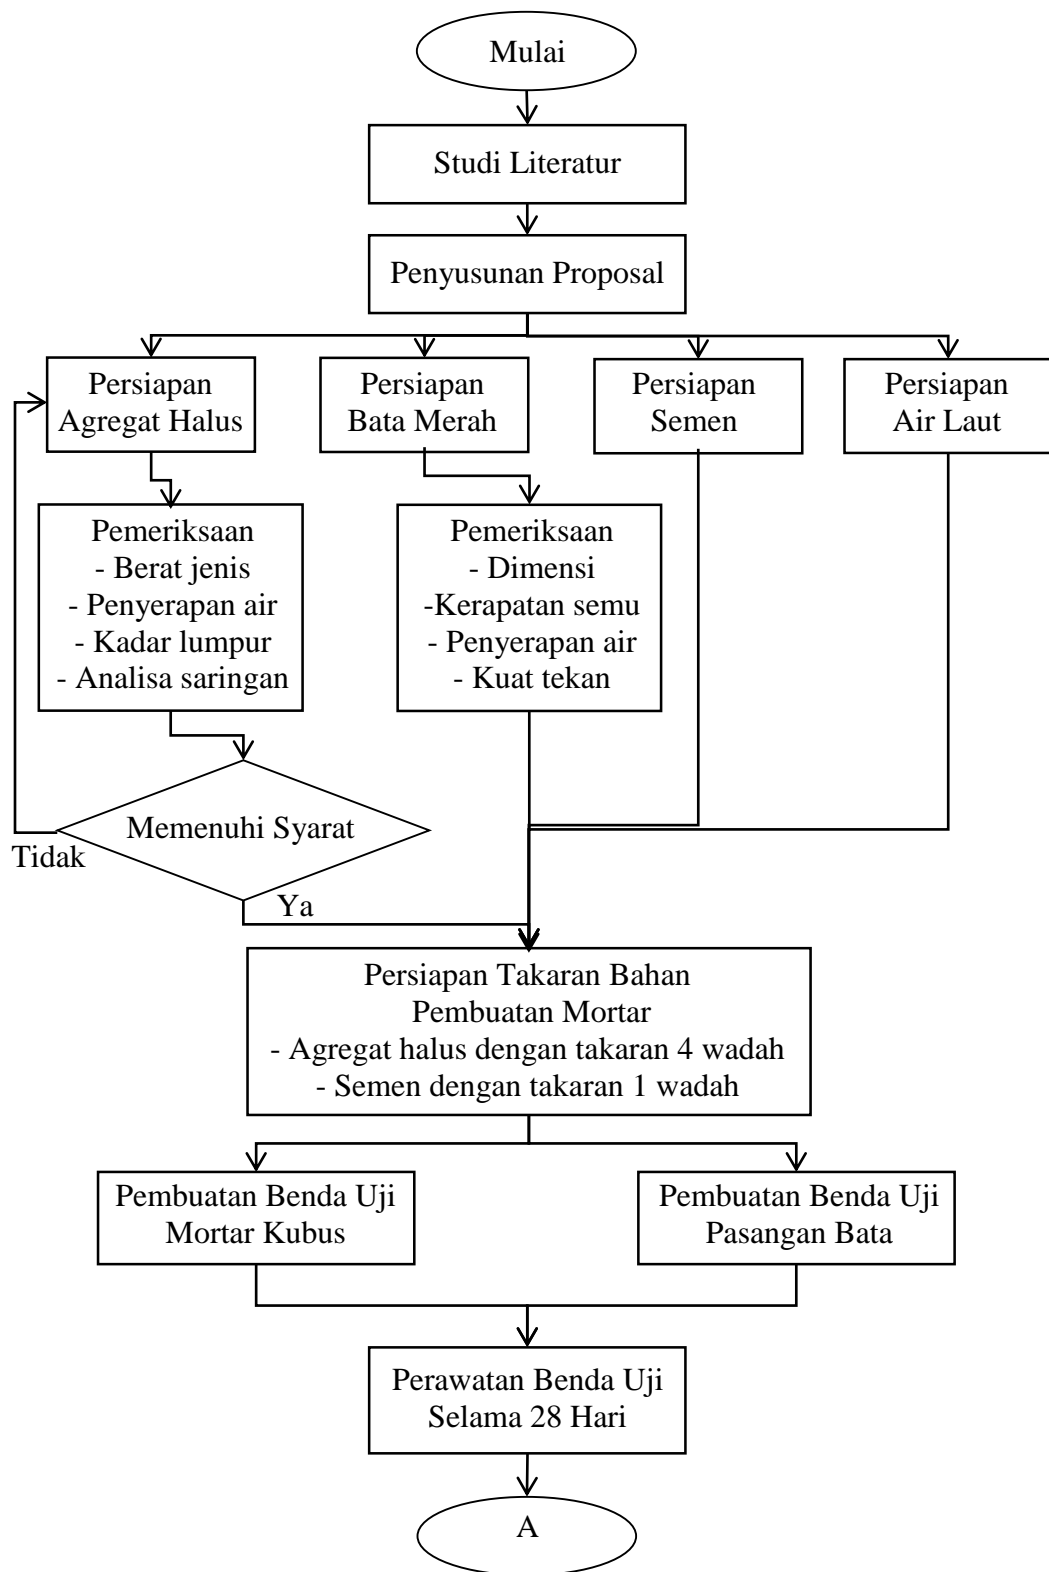 Mulai
Studi Literatur
Penyusunan Proposal
Persiapan
Agregat Halus
Persiapan
Bata Merah
Persiapan
Semen
Persiapan
Air Laut
Pemeriksaan
- Berat jenis
- Penyerapan air
- Kadar lumpur
- Analisa saringan
Pemeriksaan
- Dimensi
-Kerapatan semu
- Penyerapan air
- Kuat tekan
Memenuhi Syarat
Tidak
Ya
Persiapan Takaran Bahan
Pembuatan Mortar
- Agregat halus dengan takaran 4 wadah
- Semen dengan takaran 1 wadah
Pembuatan Benda Uji
Mortar Kubus
Pembuatan Benda Uji
Pasangan Bata
Perawatan Benda Uji
Selama 28 Hari
A